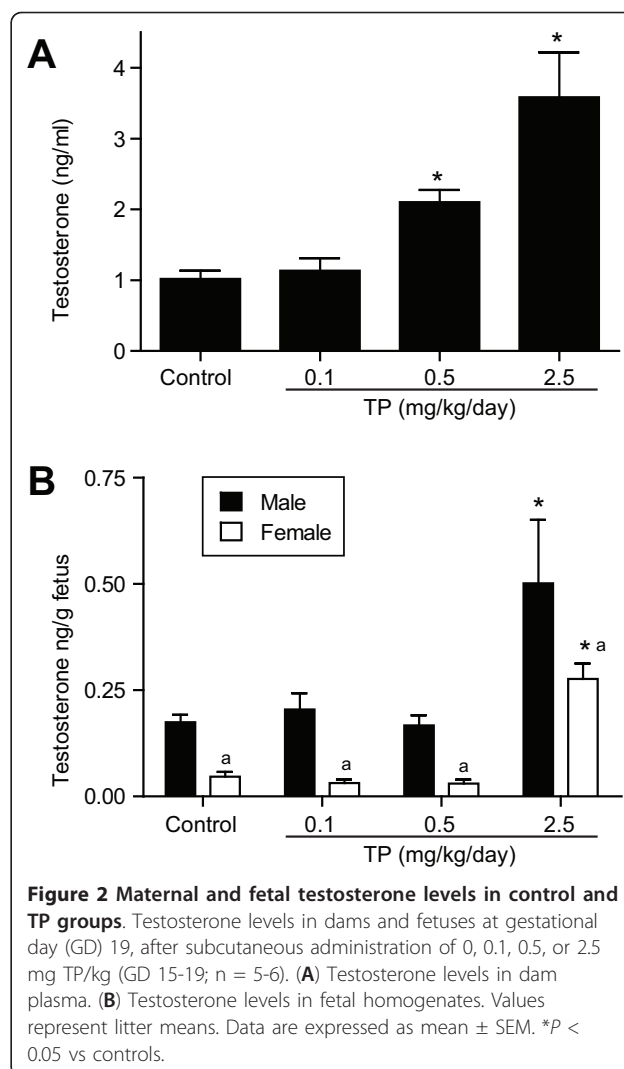 A
Testosterone (ng/ml)
4
3
2
1
0
*
*
Control 0.1 0.5 2.5
TP (mg/kg/day)
B
Testosterone ng/g fetus
0.75
0.50
0.25
0.00
Male
Female
*
* a
a
a
a
Control 0.1 0.5 2.5
TP (mg/kg/day)
Figure 2 Maternal and fetal testosterone levels in control and
TP groups. Testosterone levels in dams and fetuses at gestational
day (GD) 19, after subcutaneous administration of 0, 0.1, 0.5, or 2.5
mg TP/kg (GD 15-19; n = 5-6). (A) Testosterone levels in dam
plasma. (B) Testosterone levels in fetal homogenates. Values
represent litter means. Data are expressed as mean ± SEM. *P <
0.05 vs controls.